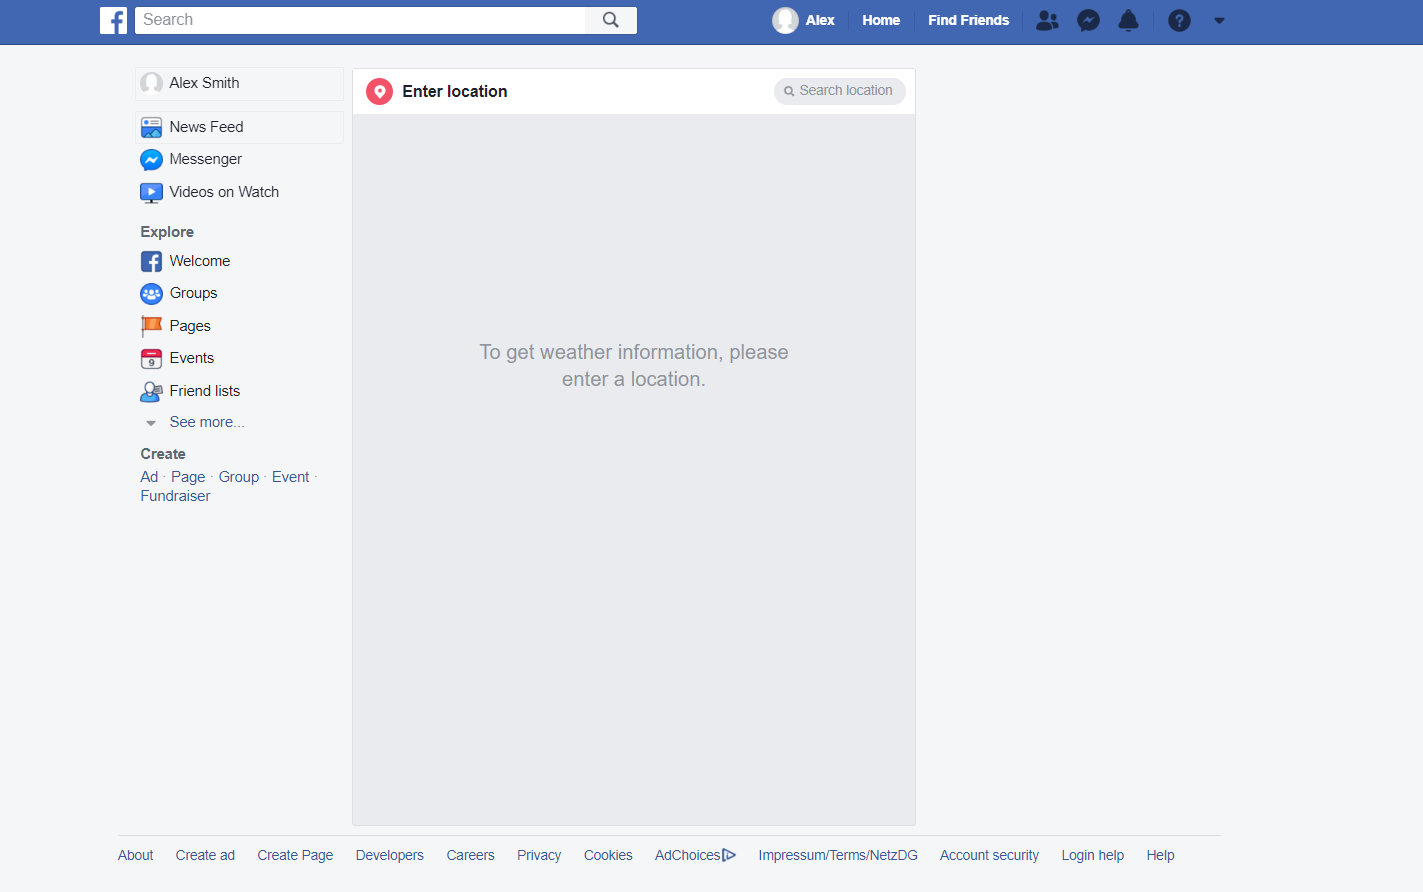 Search
Alex
Home
Find Friends
Alex Smith
News Feed
Messenger
Videos on Watch
Explore
Welcome
Groups
Pages
9
Events
Friend lists
See more...
Create
Ad · Page · Group · Event ·
Fundraiser
Enter location
Search location
To get weather information, please
enter a location.
About
Create ad
Create Page
Developers
Careers
Privacy
Cookies
AdChoices
Impressum/Terms/NetzDG
Account security
Login help
Help